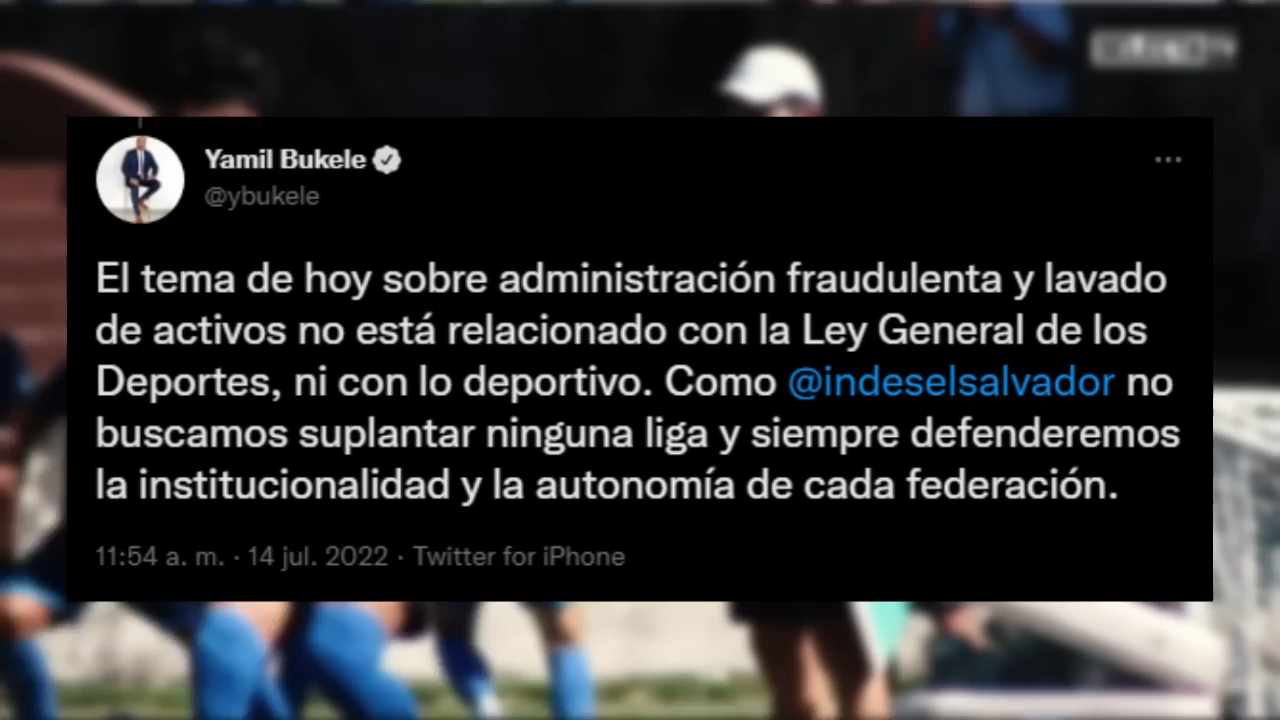 Yamil Bukele
@ybukele
El tema de hoy sobre administración fraudulenta y lavado
de activos no está relacionado con la Ley General de los
Deportes, ni con lo deportivo. Como @indeselsalvador no
buscamos suplantar ninguna liga y siempre defenderemos
la institucionalidad y la autonomía de cada federación.
11:54 a. m. · 14 jul. 2022 · Twitter for iPhone